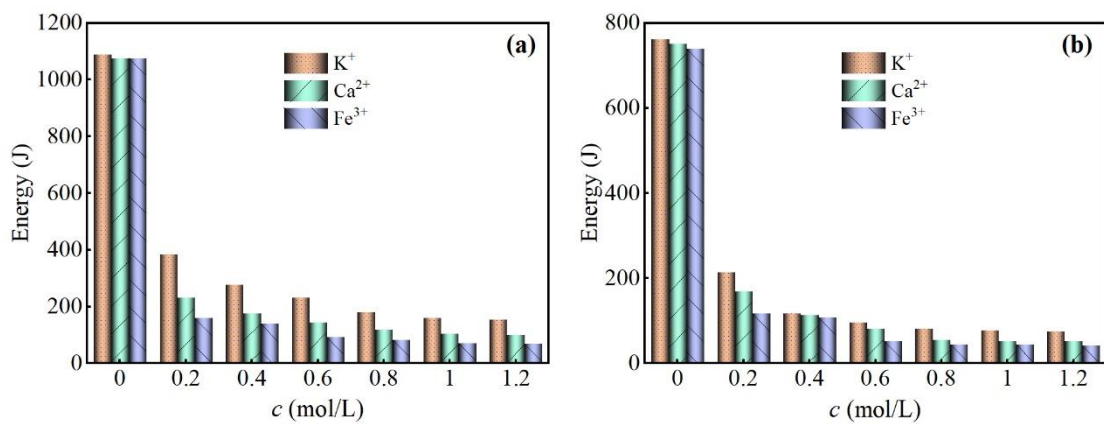 1200
1000
800
600
400
200
0
Energy (J)
(a)
K⁺
Ca²⁺
Fe³⁺
0 0.2 0.4 0.6 0.8 1 1.2
c (mol/L)
800
600
400
200
0
Energy (J)
(b)
K⁺
Ca²⁺
Fe³⁺
0 0.2 0.4 0.6 0.8 1 1.2
c (mol/L)